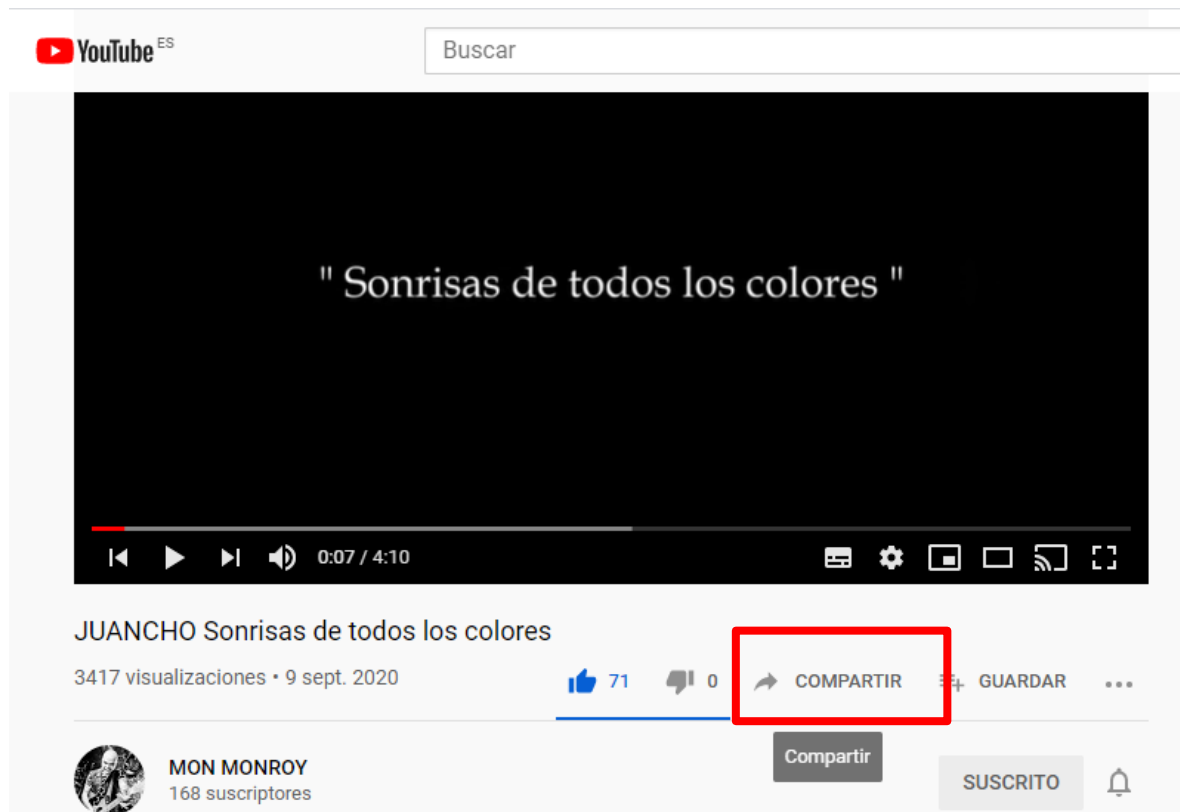 YouTube ES
Buscar
" Sonrisas de todos los colores "
0:07 / 4:10
JUANCHO Sonrisas de todos los colores
3417 visualizaciones • 9 sept. 2020
71
0
COMPARTIR
GUARDAR
Compartir
MON MONROY
168 suscriptores
SUSCRITO